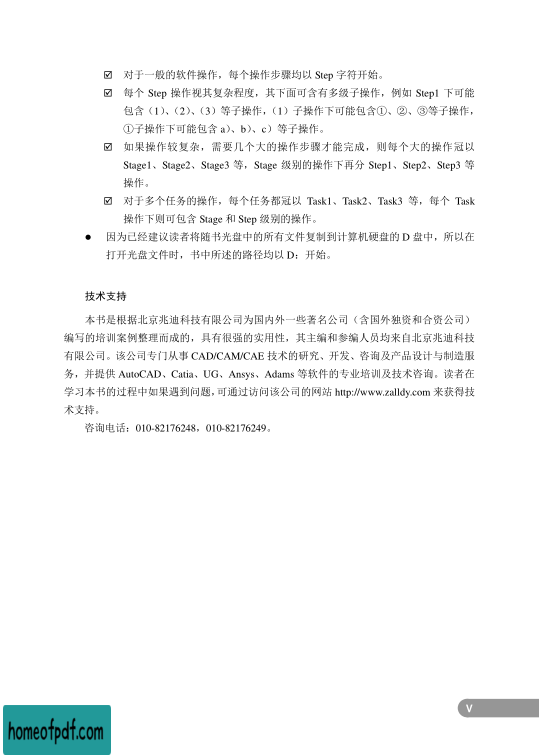 ☑ 对于一般的软件操作，每个操作步骤均以 Step 字符开始。
☑ 每个 Step 操作视其复杂程度，其下面可含有多级子操作，例如 Step1 下可能
包含（1）、（2）、（3）等子操作，（1）子操作下可能包含①、②、③等子操作，
①子操作下可能包含 a）、b）、c）等子操作。
☑ 如果操作较复杂，需要几个大的操作步骤才能完成，则每个大的操作冠以
Stage1、Stage2、Stage3 等，Stage 级别的操作下再分 Step1、Step2、Step3 等
操作。
☑ 对于多个任务的操作，每个任务都冠以 Task1、Task2、Task3 等，每个 Task
操作下则可包含 Stage 和 Step 级别的操作。
● 因为已经建议读者将随书光盘中的所有文件复制到计算机硬盘的 D 盘中，所以在
打开光盘文件时，书中所述的路径均以 D：开始。
技术支持
本书是根据北京兆迪科技有限公司为国内外一些著名公司（含国外独资和合资公司）
编写的培训案例整理而成的，具有很强的实用性，其主编和参编人员均来自北京兆迪科技
有限公司。该公司专门从事 CAD/CAM/CAE 技术的研究、开发、咨询及产品设计与制造服
务，并提供 AutoCAD、Catia、UG、Ansys、Adams 等软件的专业培训及技术咨询。读者在
学习本书的过程中如果遇到问题，可通过访问该公司的网站 http://www.zalldy.com 来获得技
术支持。
咨询电话：010-82176248，010-82176249。
V
homeofpdf.com